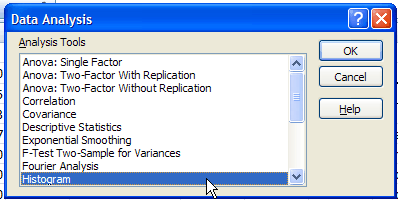 Data Analysis
Analysis Tools
Anova: Single Factor
Anova: Two-Factor With Replication
Anova: Two-Factor Without Replication
Correlation
Covariance
Descriptive Statistics
Exponential Smoothing
F-Test Two-Sample for Variances
Fourier Analysis
Histogram
OK
Cancel
Help